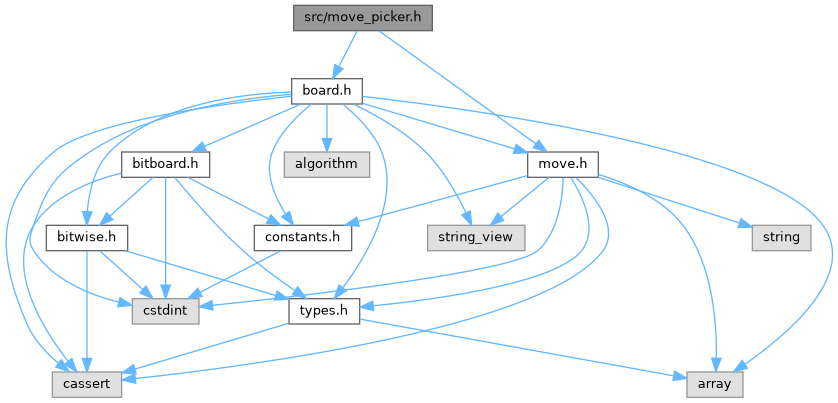 src/move_picker.h
board.h
bitboard.h
algorithm
move.h
bitwise.h
constants.h
string_view
string
cstdint
types.h
cassert
array